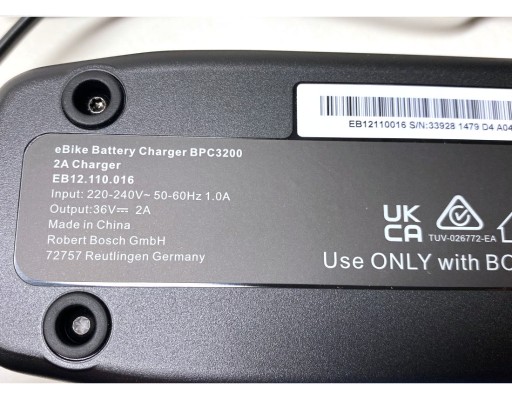 EB12110016 S/N:33928 1479 D4 A04
eBike Battery Charger BPC3200
2A Charger
EB12.110.016
Input: 220-240V~ 50-60Hz 1.0A
Output:36V⎓ 2A
Made in China
Robert Bosch GmbH
72757 Reutlingen Germany
UK
CA
TUV-026772-EA
Use ONLY with BO